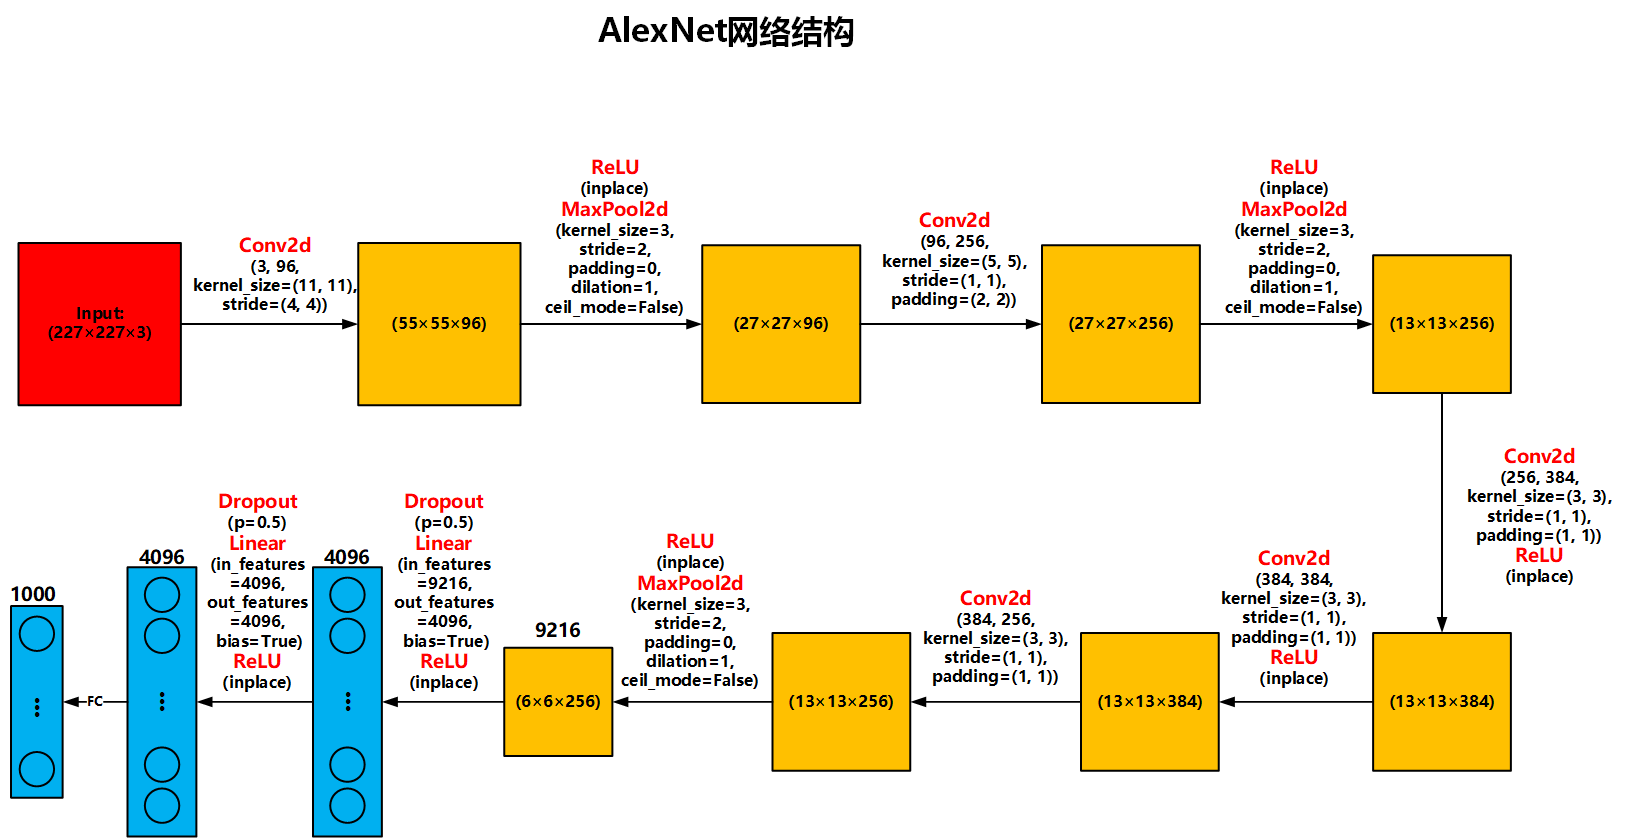 AlexNet网络结构
Input:
(227×227×3)
Conv2d
(3, 96,
kernel_size=(11, 11),
stride=(4, 4))
(55×55×96)
ReLU
(inplace)
MaxPool2d
(kernel_size=3,
stride=2,
padding=0,
dilation=1,
ceil_mode=False)
(27×27×96)
Conv2d
(96, 256,
kernel_size=(5, 5),
stride=(1, 1),
padding=(2, 2))
(27×27×256)
ReLU
(inplace)
MaxPool2d
(kernel_size=3,
stride=2,
padding=0,
dilation=1,
ceil_mode=False)
(13×13×256)
Conv2d
(256, 384,
kernel_size=(3, 3),
stride=(1, 1),
padding=(1, 1))
ReLU
(inplace)
(13×13×384)
Conv2d
(384, 384,
kernel_size=(3, 3),
stride=(1, 1),
padding=(1, 1))
ReLU
(inplace)
(13×13×384)
Conv2d
(384, 256,
kernel_size=(3, 3),
stride=(1, 1),
padding=(1, 1))
(13×13×256)
ReLU
(inplace)
MaxPool2d
(kernel_size=3,
stride=2,
padding=0,
dilation=1,
ceil_mode=False)
9216
(6×6×256)
Dropout
(p=0.5)
Linear
(in_features
=9216,
out_features
=4096,
bias=True)
ReLU
(inplace)
4096
Dropout
(p=0.5)
Linear
(in_features
=4096,
out_features
=4096,
bias=True)
ReLU
(inplace)
4096
FC
1000